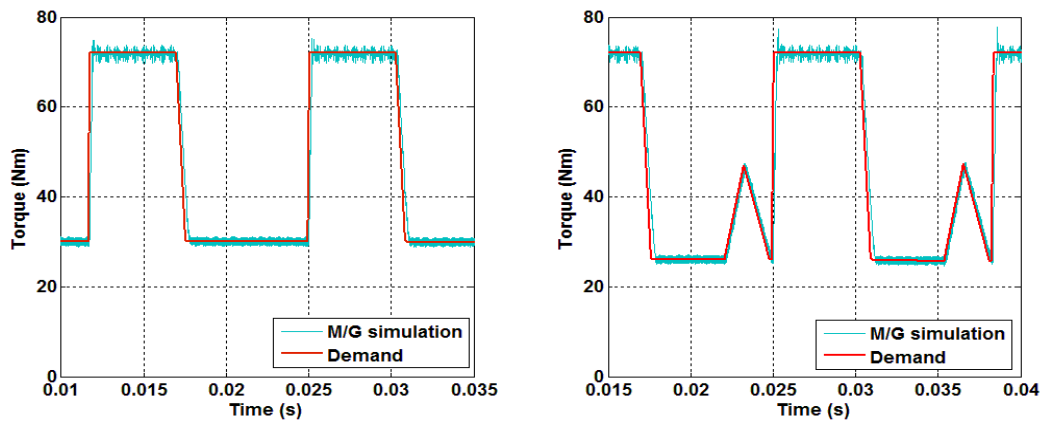 80
60
40
20
0
Torque (Nm)
0.01 0.015 0.02 0.025 0.03 0.035
Time (s)
M/G simulation
Demand
80
60
40
20
0
Torque (Nm)
0.015 0.02 0.025 0.03 0.035 0.04
Time (s)
M/G simulation
Demand